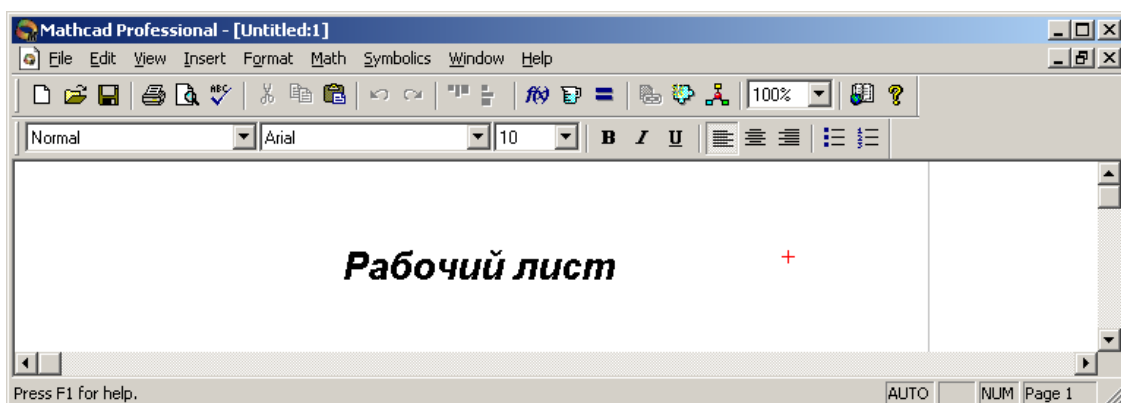 Mathcad Professional - [Untitled:1]
File Edit View Insert Format Math Symbolics Window Help
ABC f(x) 100% ?
Normal Arial 10 B I U
Рабочий лист
Press F1 for help. AUTO NUM Page 1